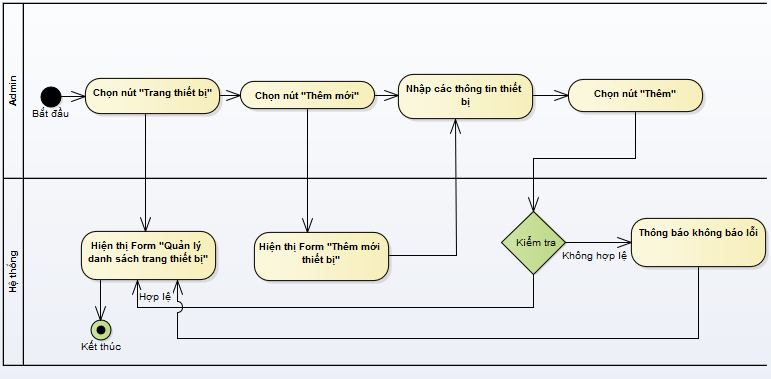 Admin
Bắt đầu
Chọn nút "Trang thiết bị"
Chọn nút "Thêm mới"
Nhập các thông tin thiết
bị
Chọn nút "Thêm"
Hệ thống
Hiện thị Form "Quản lý
danh sách trang thiết bị"
Hiện thị Form "Thêm mới
thiết bị"
Kiểm tra
Không hợp lệ
Thông báo không báo lỗi
Hợp lệ
Kết thúc